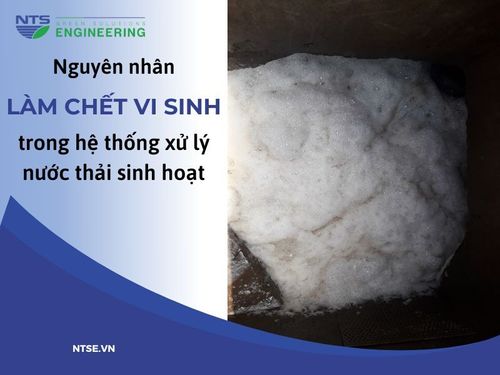 NTS
GREEN SOLUTIONS
ENGINEERING
Nguyên nhân
LÀM CHẾT VI SINH
trong hệ thống xử lý
nước thải sinh hoạt
NTSE.VN